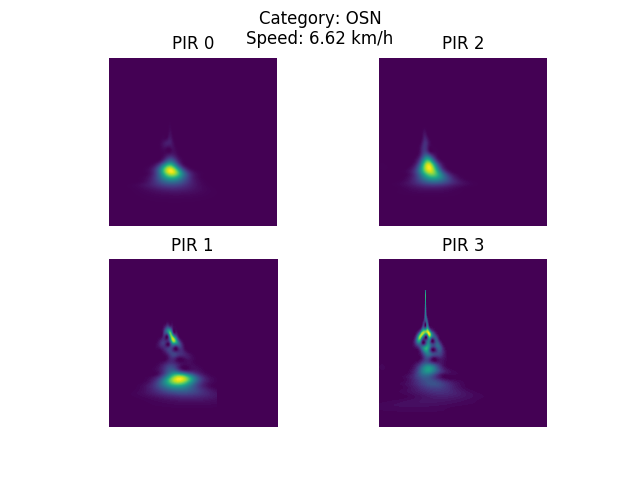 Category: OSN
Speed: 6.62 km/h
PIR 0
PIR 2
PIR 1
PIR 3